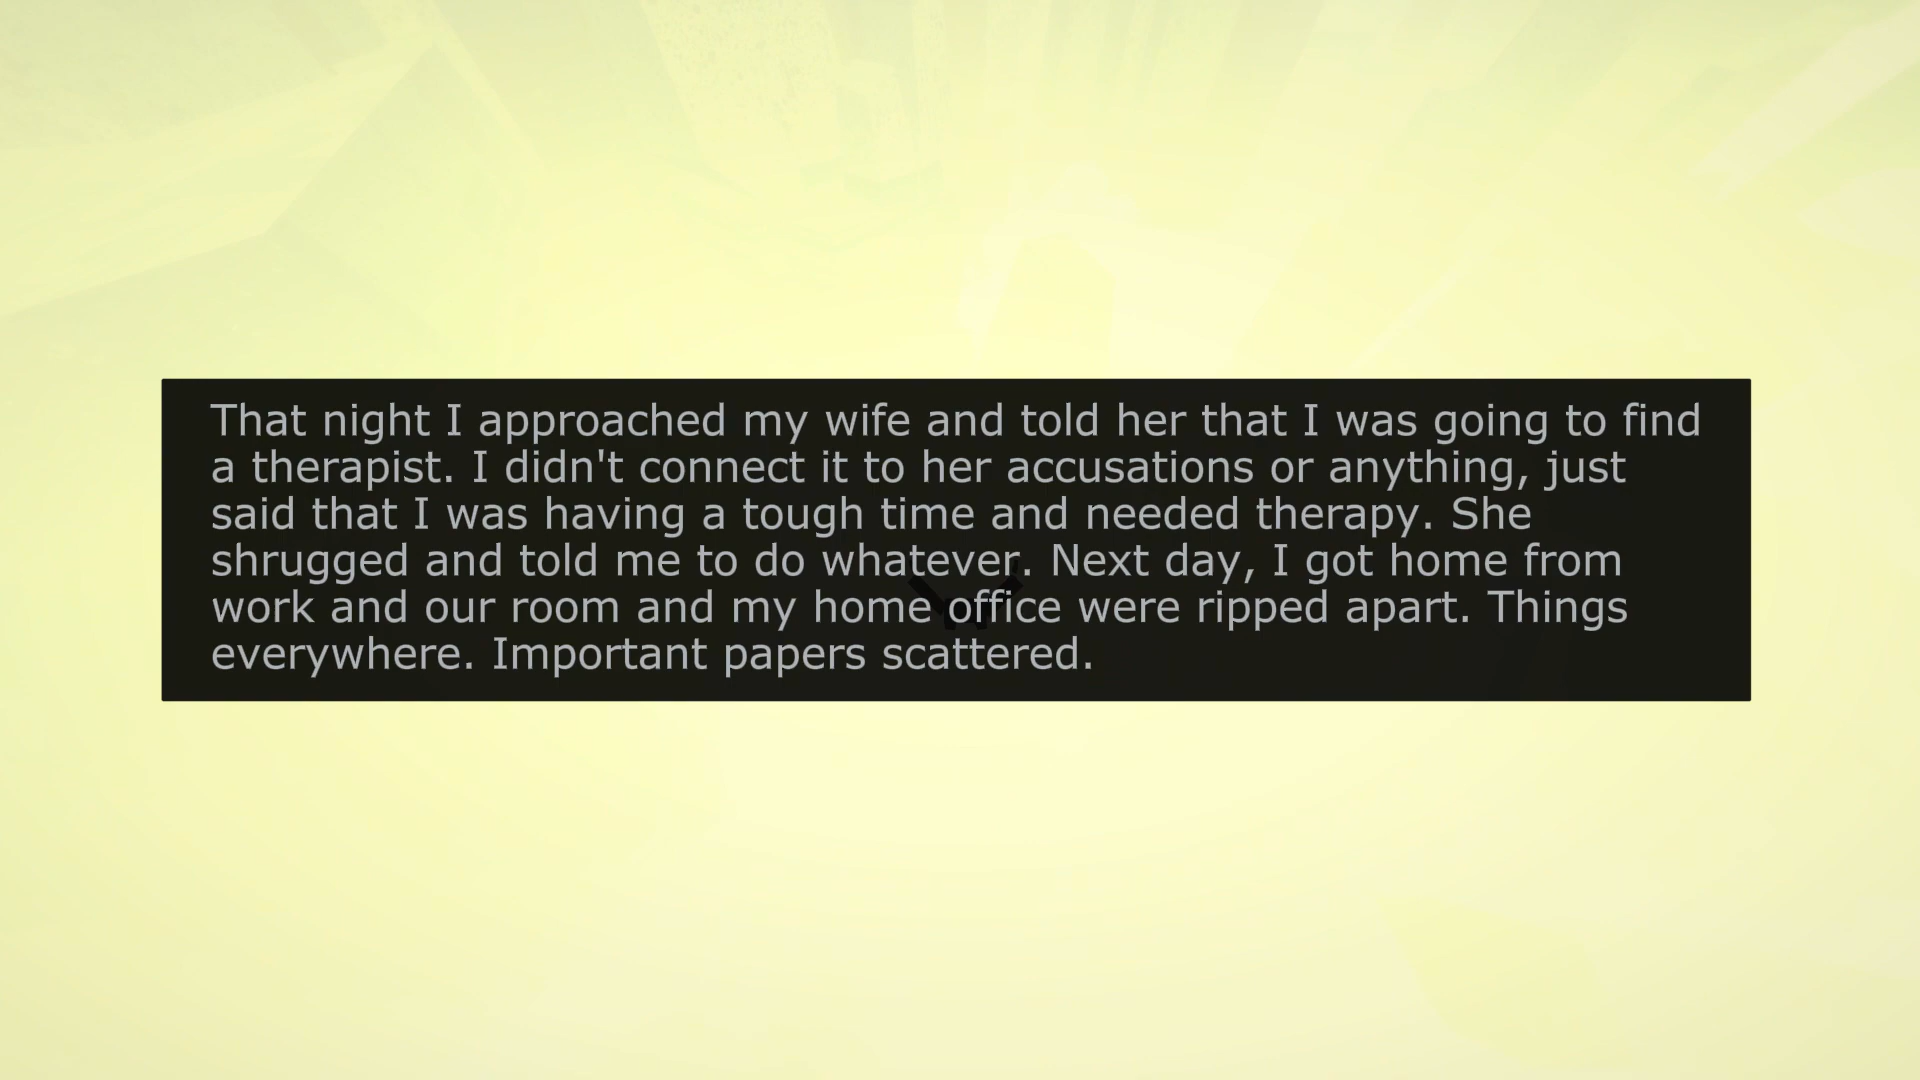 That night I approached my wife and told her that I was going to find
a therapist. I didn't connect it to her accusations or anything, just
said that I was having a tough time and needed therapy. She
shrugged and told me to do whatever. Next day, I got home from
work and our room and my home office were ripped apart. Things
everywhere. Important papers scattered.